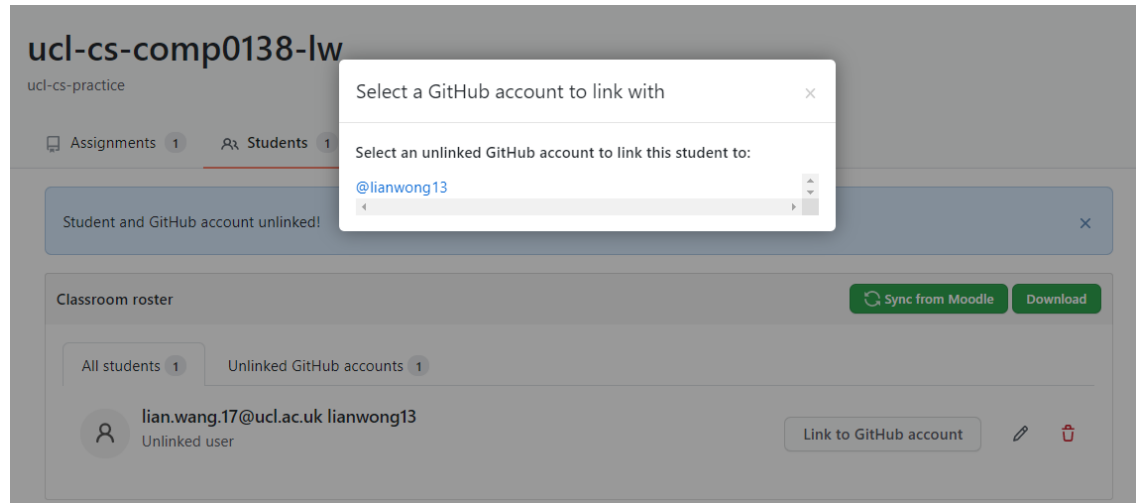 ucl-cs-comp0138-lw
ucl-cs-practice
Assignments 1 Students 1
Select a GitHub account to link with ×
Select an unlinked GitHub account to link this student to:
@lianwong13
Student and GitHub account unlinked! ×
Classroom roster Sync from Moodle Download
All students 1 Unlinked GitHub accounts 1
lian.wang.17@ucl.ac.uk lianwong13
Unlinked user
Link to GitHub account